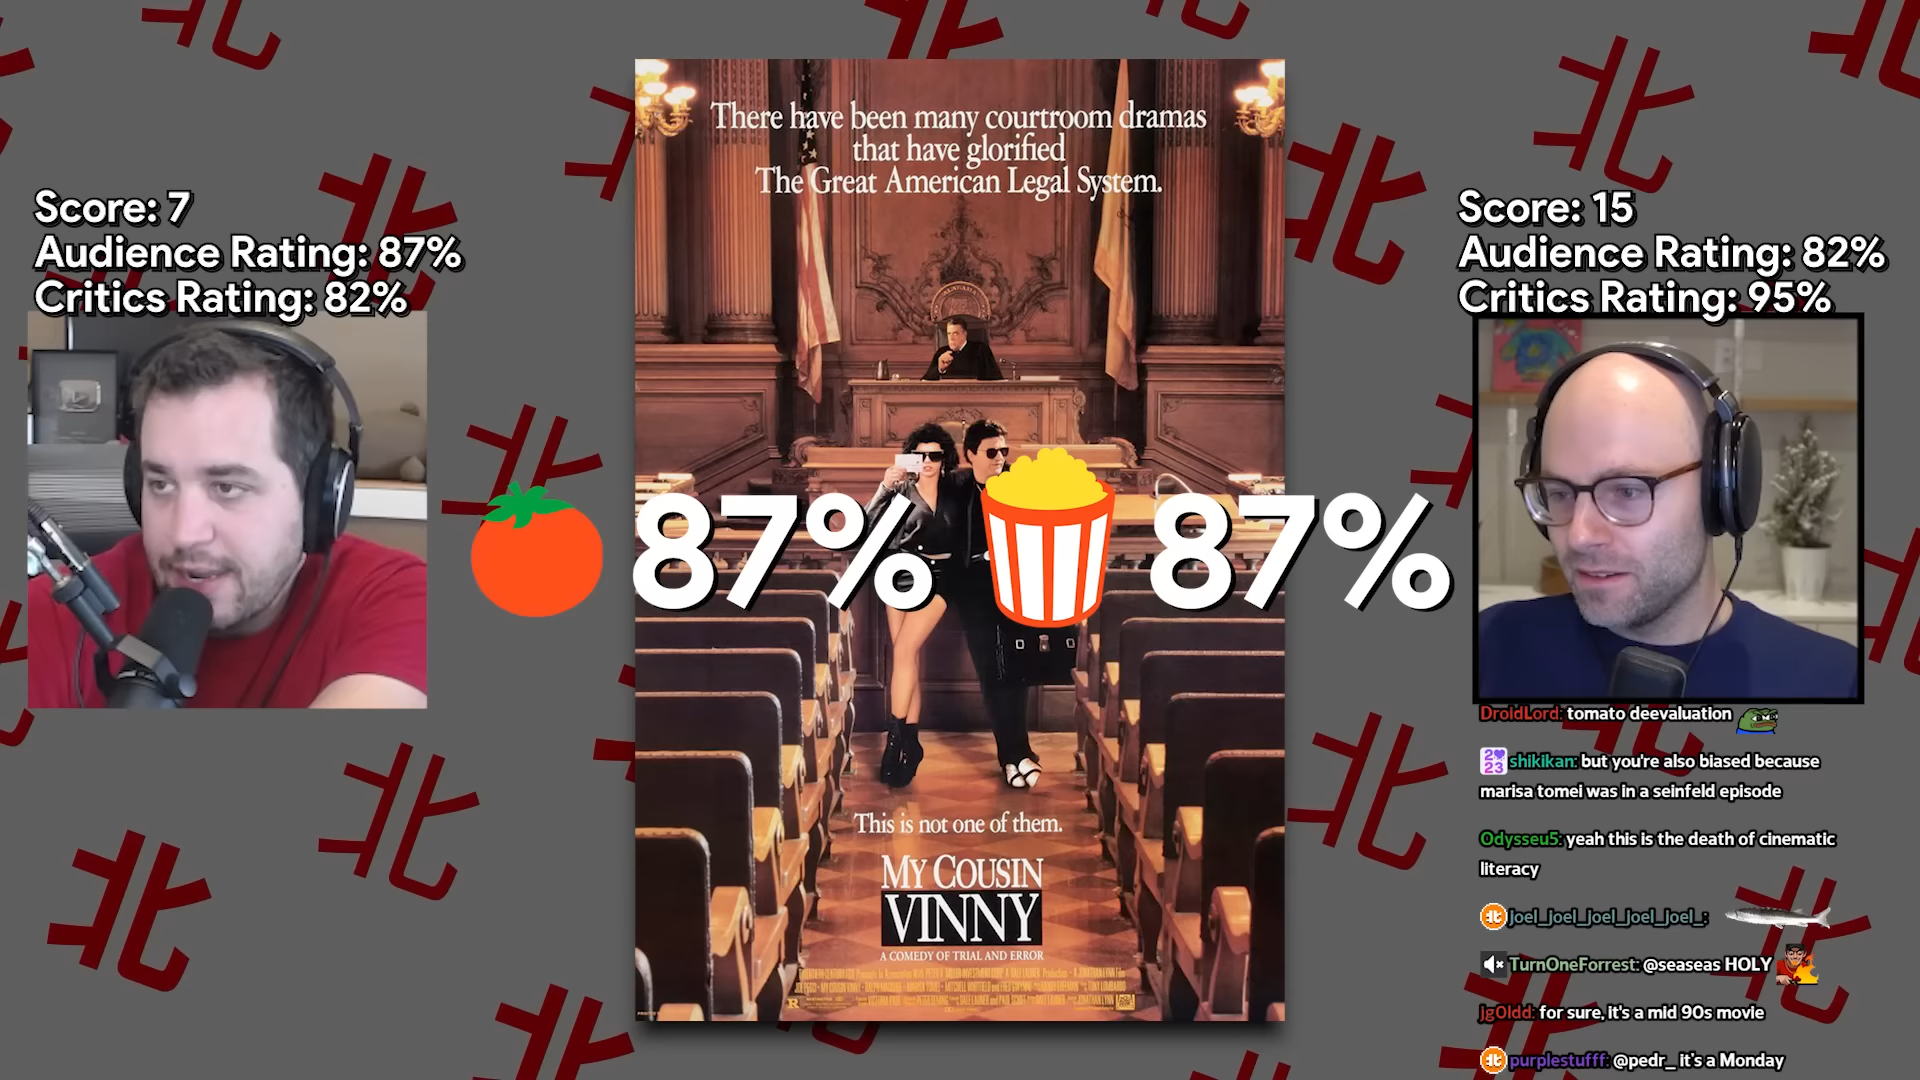 There have been many courtroom dramas
that have glorified
The Great American Legal System.
Score: 7
Audience Rating: 87%
Critics Rating: 82%
Score: 15
Audience Rating: 82%
Critics Rating: 95%
87%
87%
This is not one of them.
MY COUSIN
VINNY
A COMEDY OF TRIAL AND ERROR
R
DroidLord: tomato deevaluation
shikikan: but you're also biased because
marisa tomei was in a seinfeld episode
Odysseu5: yeah this is the death of cinematic
literacy
Joel_Joel_Joel_Joel_Joel_:
TurnOneForrest: @seaseas HOLY
jgOldd: for sure, it's a mid 90s movie
purplestufff: @pedr_ it's a Monday
北